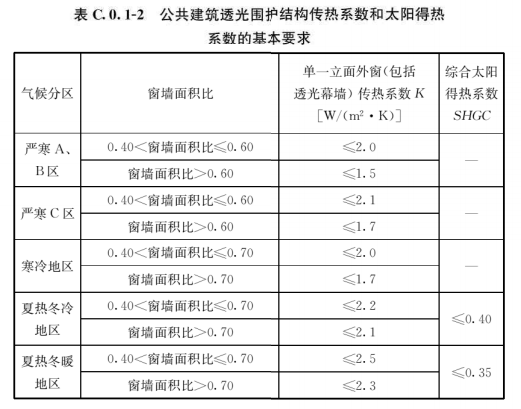 表 C.0.1-2 公共建筑透光围护结构传热系数和太阳得热
系数的基本要求
气候分区 窗墙面积比 单一立面外窗(包括透光幕墙)传热系数 K [W/(m²·K)] 综合太阳得热系数 SHGC
严寒 A、B区 0.40<窗墙面积比≤0.60 ≤2.0 —
窗墙面积比>0.60 ≤1.5
严寒 C 区 0.40<窗墙面积比≤0.60 ≤2.1 —
窗墙面积比>0.60 ≤1.7
寒冷地区 0.40<窗墙面积比≤0.70 ≤2.0 —
窗墙面积比>0.70 ≤1.7
夏热冬冷地区 0.40<窗墙面积比≤0.70 ≤2.2 ≤0.40
窗墙面积比>0.70 ≤2.1
夏热冬暖地区 0.40<窗墙面积比≤0.70 ≤2.5 ≤0.35
窗墙面积比>0.70 ≤2.3